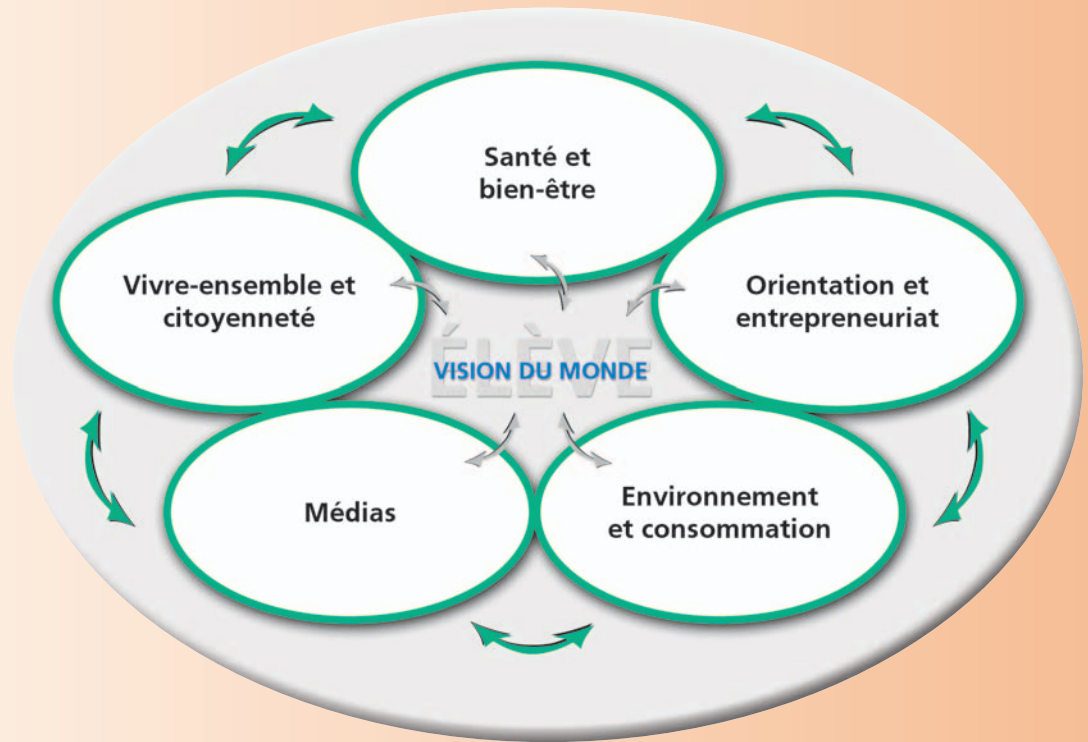 Santé et
bien-être
Vivre-ensemble et
citoyenneté
Orientation et
entrepreneuriat
ÉLÈVE
VISION DU MONDE
Médias
Environnement
et consommation